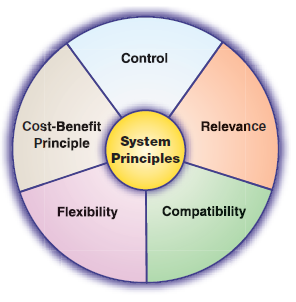 Control
Cost-Benefit
Principle
System
Principles
Relevance
Flexibility
Compatibility